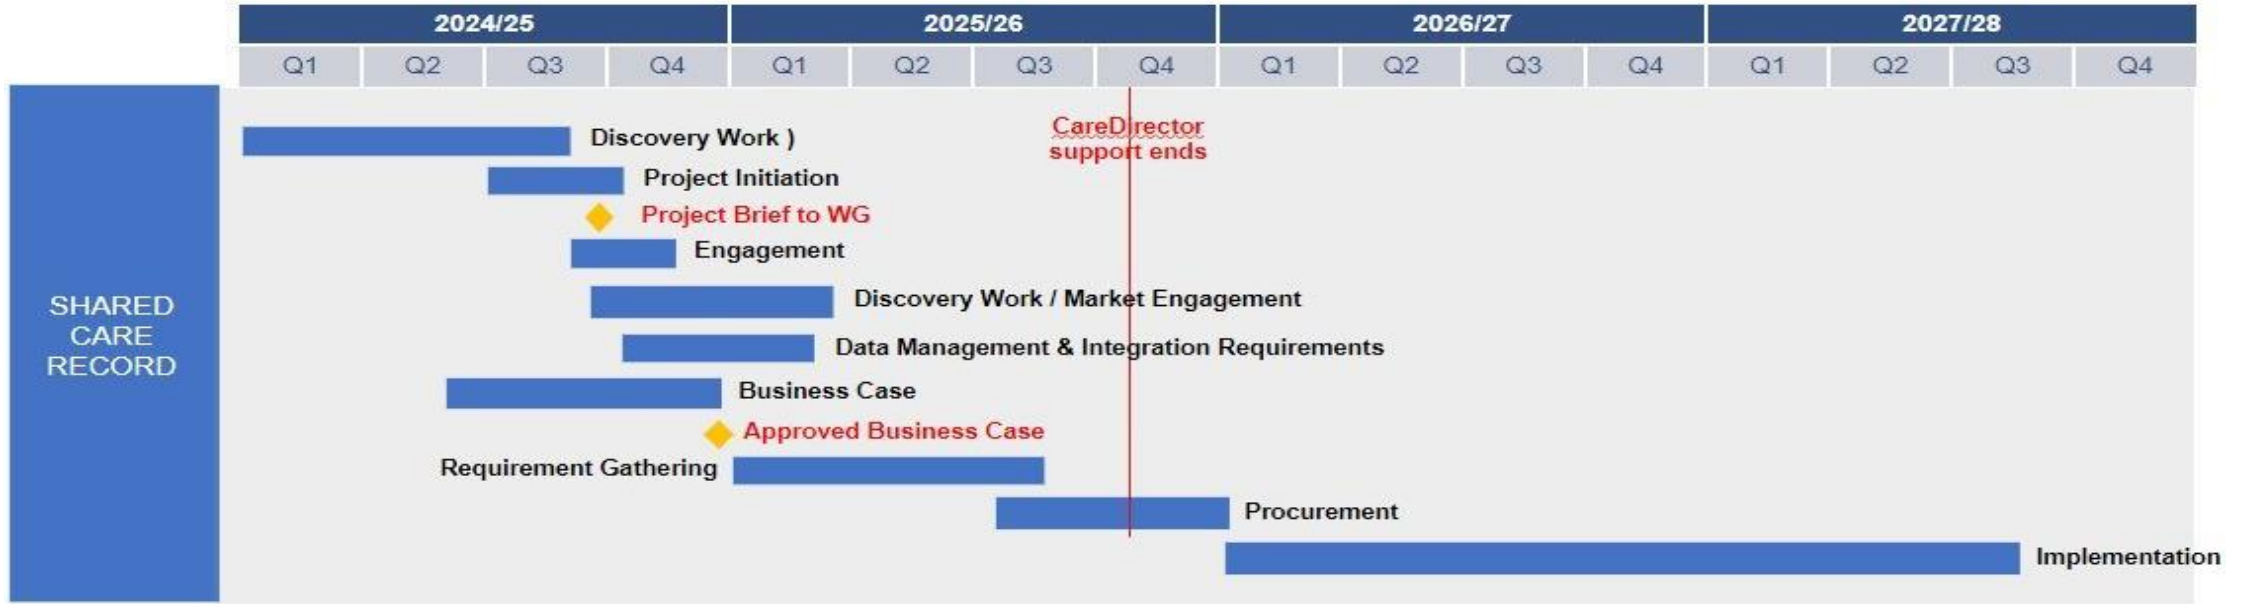 2024/25 2025/26 2026/27 2027/28
Q1 Q2 Q3 Q4 Q1 Q2 Q3 Q4 Q1 Q2 Q3 Q4 Q1 Q2 Q3 Q4
SHARED
CARE
RECORD
CareDirector
support ends
Discovery Work )
Project Initiation
Project Brief to WG
Engagement
Discovery Work / Market Engagement
Data Management & Integration Requirements
Business Case
Approved Business Case
Requirement Gathering
Procurement
Implementation